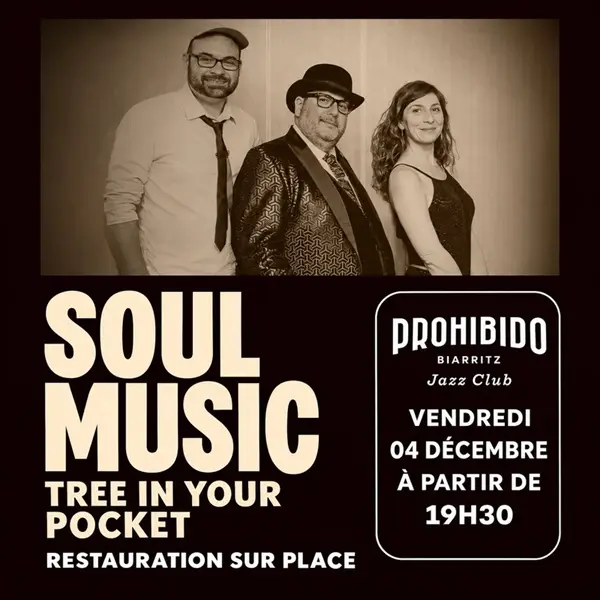 SOUL
MUSIC
TREE IN YOUR
POCKET
RESTAURATION SUR PLACE
PROHIBIDO
BIARRITZ
Jazz Club
VENDREDI
04 DÉCEMBRE
À PARTIR DE
19H30